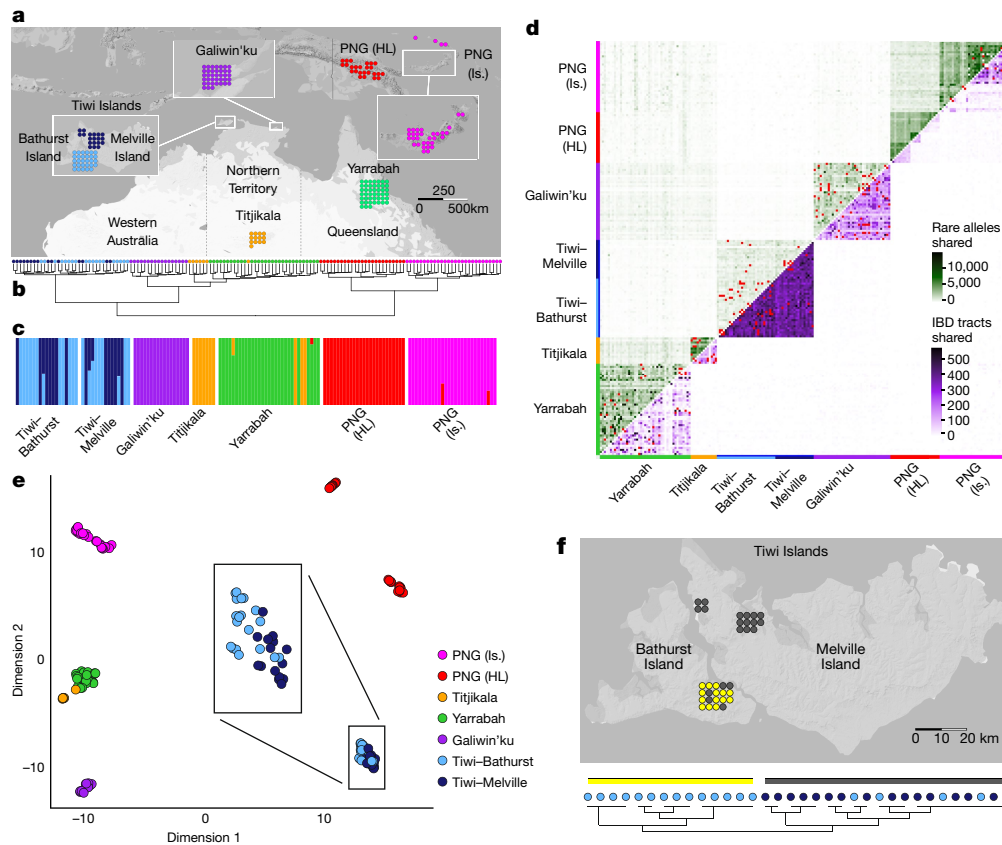 a
Galiwin'ku
PNG (HL)
PNG
(Is.)
Tiwi Islands
Bathurst
Island
Melville
Island
Northern
Territory
Yarrabah
250
0 500km
Western
Australia
Titjikala
Queensland
b
c
Tiwi–
Bathurst
Tiwi–
Melville
Galiwin'ku
Titjikala
Yarrabah
PNG
(HL)
PNG
(Is.)
d
PNG
(Is.)
PNG
(HL)
Galiwin'ku
Tiwi–
Melville
Tiwi–
Bathurst
Titjikala
Yarrabah
Rare alleles
shared
10,000
5,000
0
IBD tracts
shared
500
400
300
200
100
0
Yarrabah
Titjikala
Tiwi–
Bathurst
Tiwi–
Melville
Galiwin'ku
PNG
(HL)
PNG
(Is.)
e
10
0
−10
Dimension 2
−10 0 10
Dimension 1
PNG (Is.)
PNG (HL)
Titjikala
Yarrabah
Galiwin'ku
Tiwi–Bathurst
Tiwi–Melville
f
Tiwi Islands
Bathurst
Island
Melville
Island
0 10 20 km